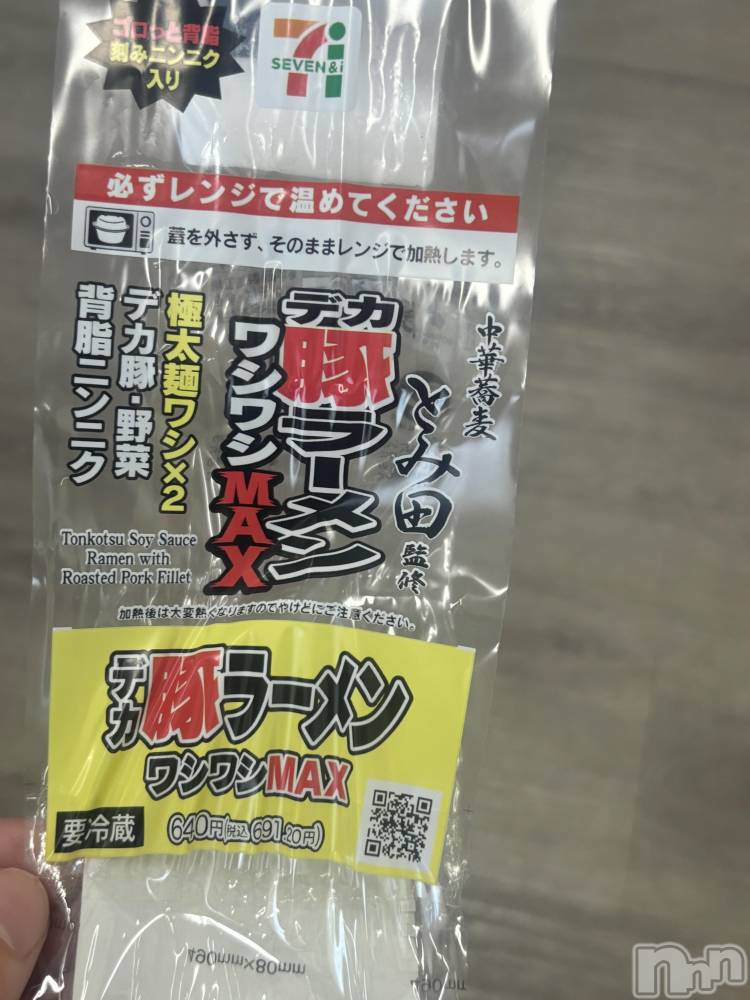 ゴロっと背脂
刻みニンニク
入り
7i
SEVEN&i
必ずレンジで温めてください
蓋を外さず、そのままレンジで加熱します。
中華蕎麦
とみ田
監修
デカ
豚ラーメン
ワシワシMAX
極太麺ワシ×2
デカ豚・野菜
背脂ニンニク
Tonkotsu Soy Sauce
Ramen with
Roasted Pork Fillet
加熱後は大変熱くなりますのでやけどにご注意ください。
デカ豚ラーメン
ワシワシMAX
要冷蔵
640円(税込 691.20円)
490mm×80mm
nnn